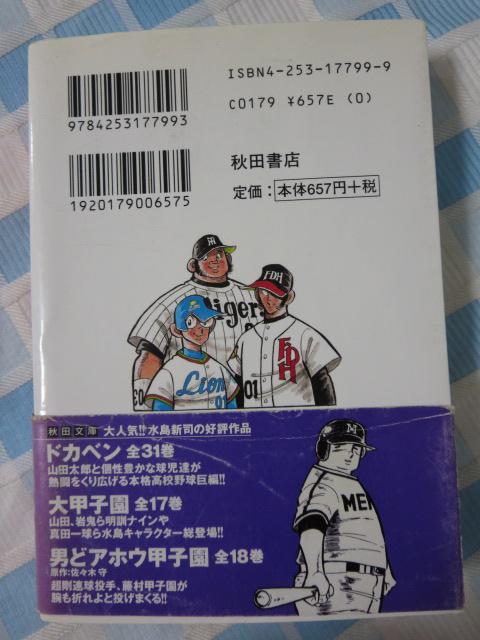 ISBN4-253-17799-9
C0179 ¥657E (0)
9784253177993
秋田書店
定価：本体657円+税
1920179006575
TH
FDH
Tigers
Lions
FDH
01
01
秋田文庫 大人気!!水島新司の好評作品
ドカベン 全31巻
山田太郎と個性豊かな球児達が
熱闘をくり広げる本格高校野球巨編!!
大甲子園 全17巻
山田、岩鬼ら明訓ナインや
真田一球ら水島キャラクター総登場!!
男どアホウ甲子園 全18巻
原作:佐々木 守
超剛速球投手、藤村甲子園が
腕も折れよと投げまくる!!
ME